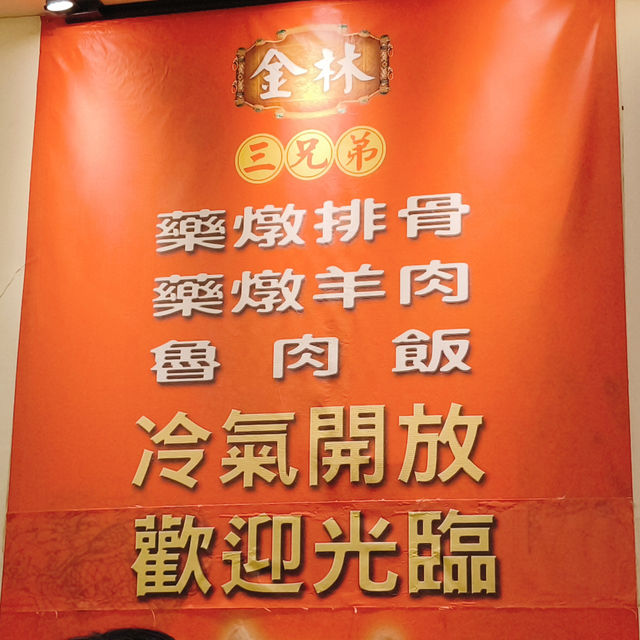 金林
三兄弟
藥燉排骨
藥燉羊肉
魯肉飯
冷氣開放
歡迎光臨